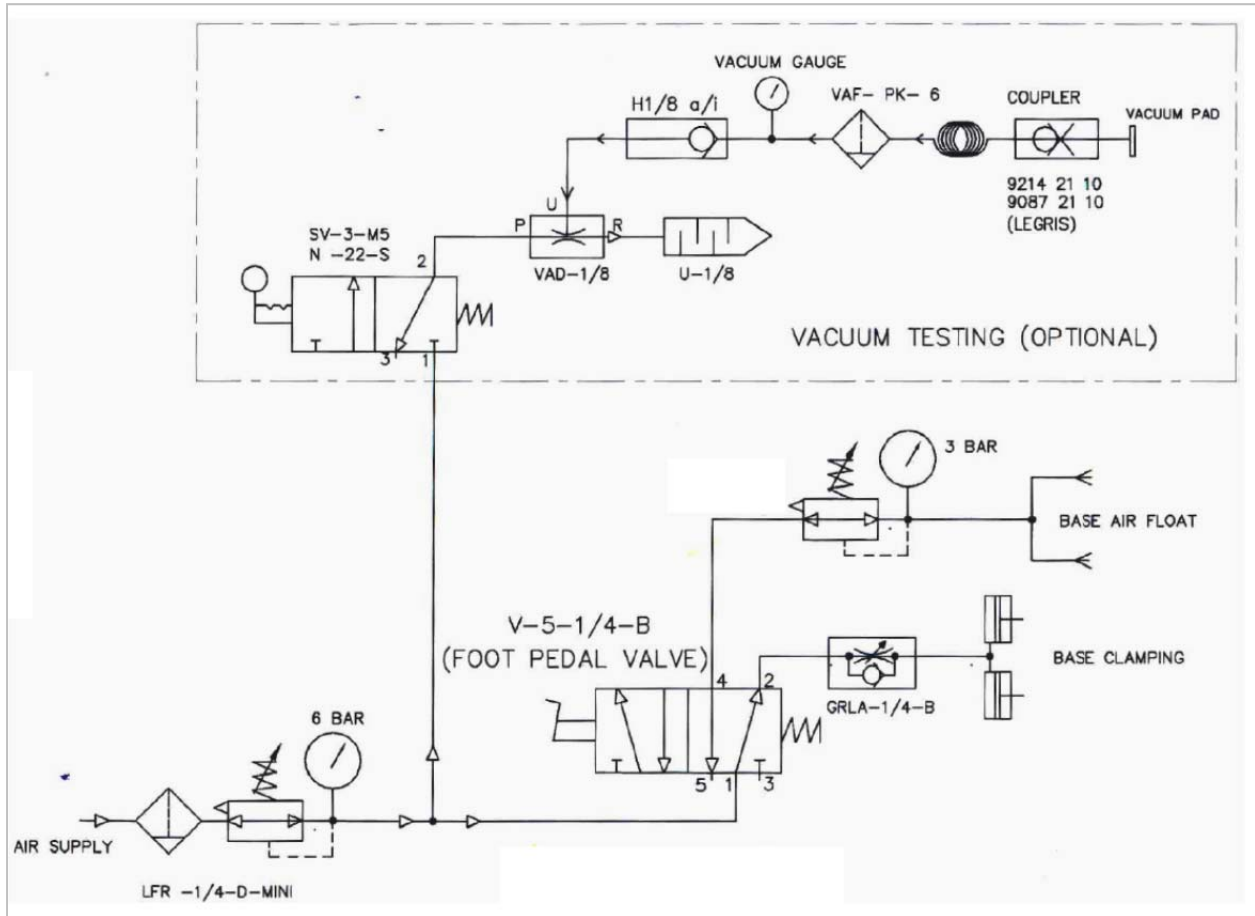 VACUUM GAUGE
H1/8 a/i
VAF- PK- 6
COUPLER
VACUUM PAD
9214 21 10
9087 21 10
(LEGRIS)
U
P
R
SV-3-M5
N -22-S
2
VAD-1/8
U-1/8
3
1
VACUUM TESTING (OPTIONAL)
3 BAR
BASE AIR FLOAT
V-5-1/4-B
(FOOT PEDAL VALVE)
4
2
BASE CLAMPING
GRLA-1/4-B
6 BAR
5
1
3
AIR SUPPLY
LFR -1/4-D-MINI